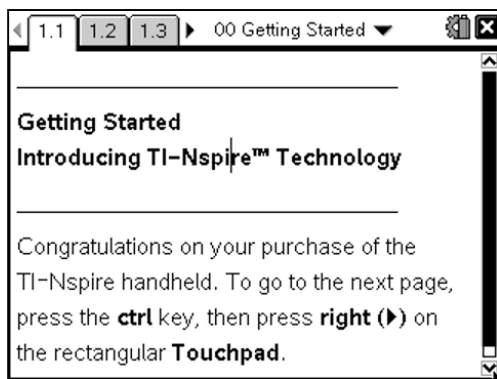 1.1 1.2 1.3 00 Getting Started
Getting Started
Introducing TI-Nspire™ Technology
Congratulations on your purchase of the
TI-Nspire handheld. To go to the next page,
press the ctrl key, then press right (▶) on
the rectangular Touchpad.